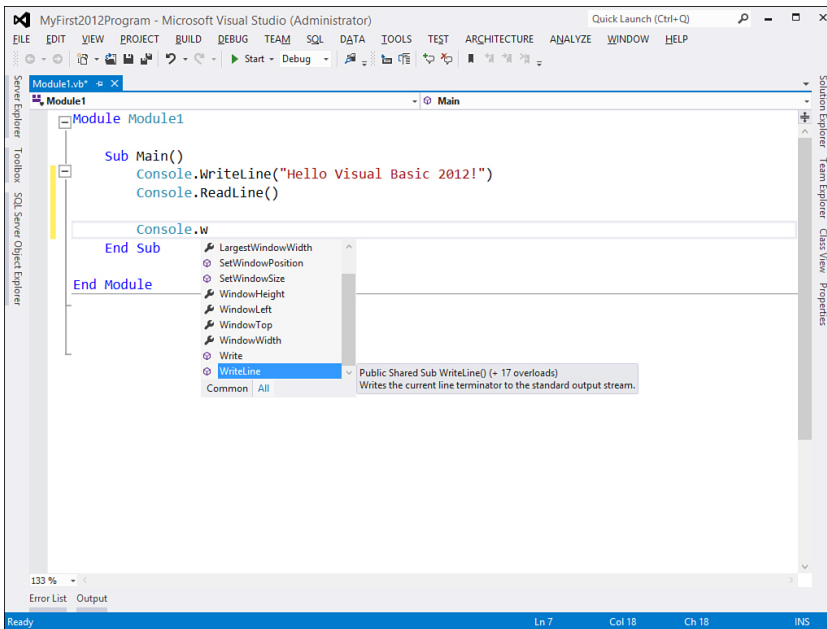 MyFirst2012Program - Microsoft Visual Studio (Administrator) Quick Launch (Ctrl+Q)
FILE EDIT VIEW PROJECT BUILD DEBUG TEAM SQL DATA TOOLS TEST ARCHITECTURE ANALYZE WINDOW HELP
Start Debug
Server Explorer
Toolbox
SQL Server Object Explorer
Module1.vb*
Module1 Main
Module Module1
Sub Main()
Console.WriteLine("Hello Visual Basic 2012!")
Console.ReadLine()
Console.w
End Sub
End Module
LargestWindowWidth
SetWindowPosition
SetWindowSize
WindowHeight
WindowLeft
WindowTop
WindowWidth
Write
WriteLine
Common All
Public Shared Sub WriteLine() (+ 17 overloads)
Writes the current line terminator to the standard output stream.
Solution Explorer
Team Explorer
Class View
Properties
133 %
Error List Output
Ready Ln 7 Col 18 Ch 18 INS